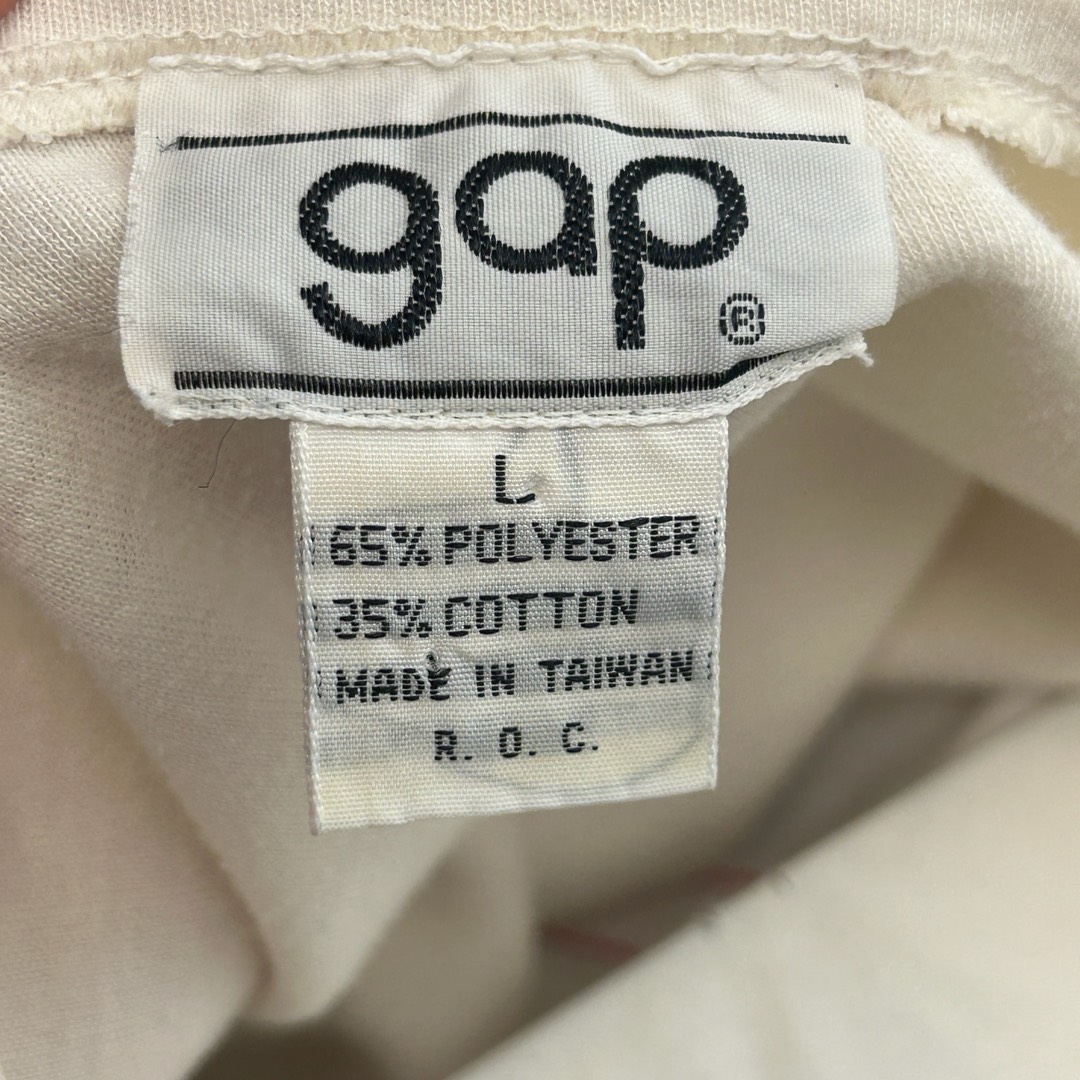 gap ®
L
65% POLYESTER
35% COTTON
MADE IN TAIWAN
R. O. C.